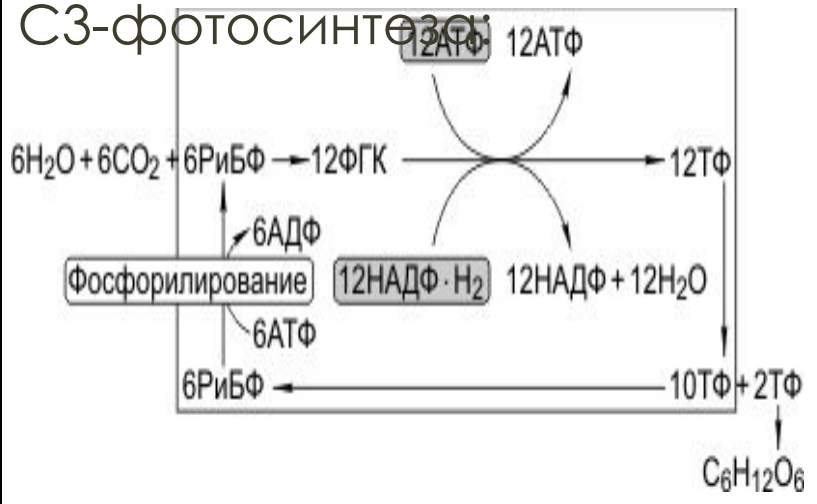 С3-фотосинтеза:
12АТФ 12АТФ
6H₂O+6CO₂+6РиБФ 12ФГК 12ТФ
6АДФ
Фосфорилирование 12НАДФ·H₂ 12НАДФ+12H₂O
6АТФ
6РиБФ 10ТФ+2ТФ
C₆H₁₂O₆